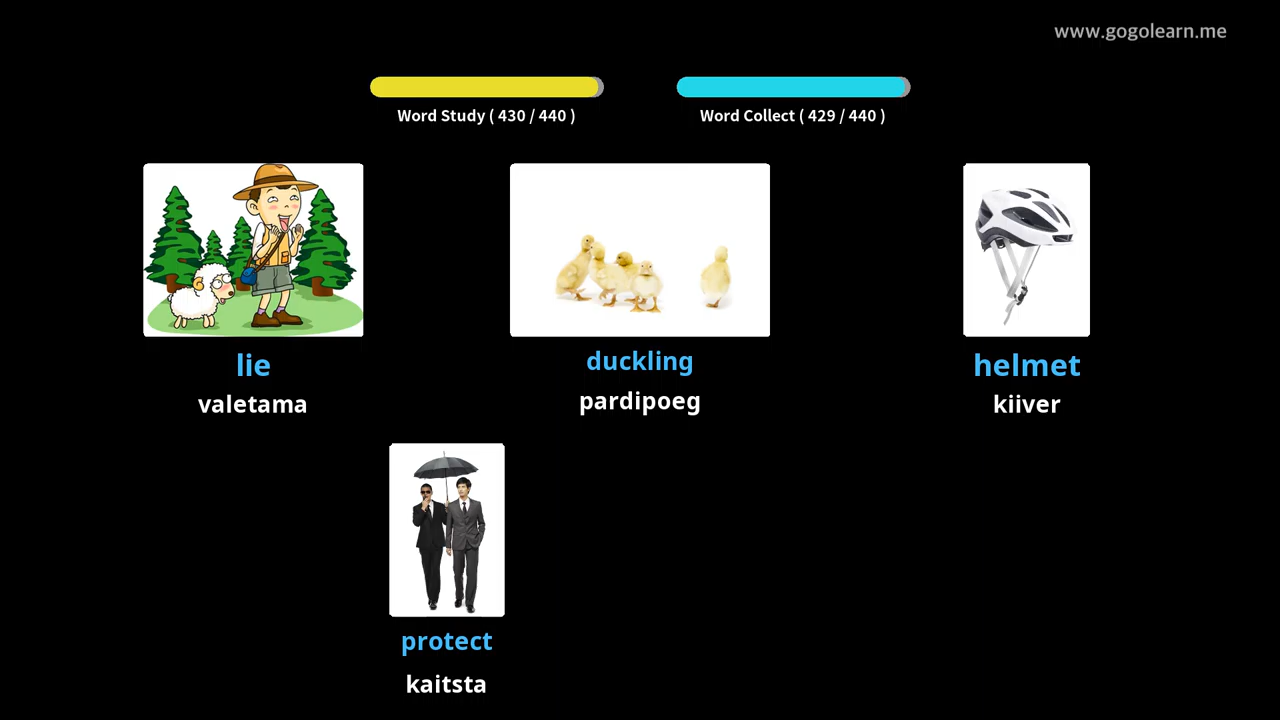 www.gogolearn.me
Word Study ( 430 / 440 )
Word Collect ( 429 / 440 )
lie
valetama
duckling
pardipoeg
helmet
kiiver
protect
kaitsta